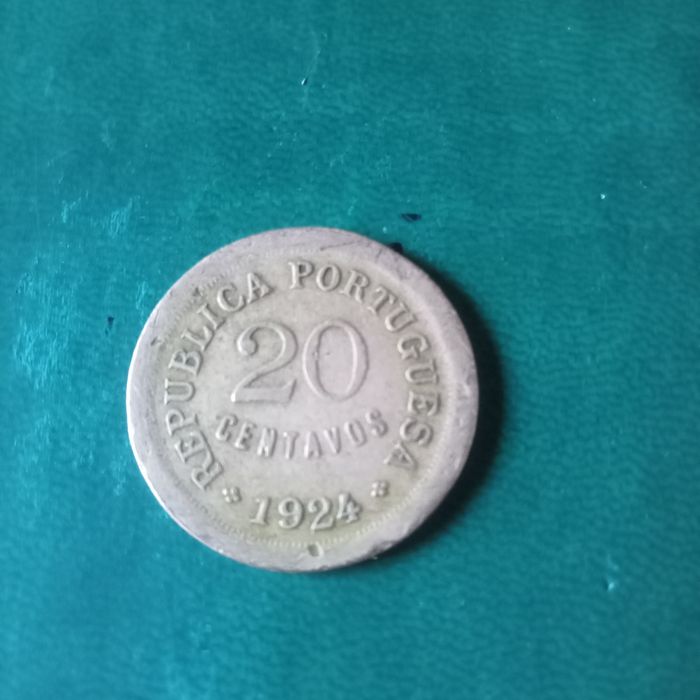 REPUBLICA PORTUGUESA
20
CENTAVOS
1924